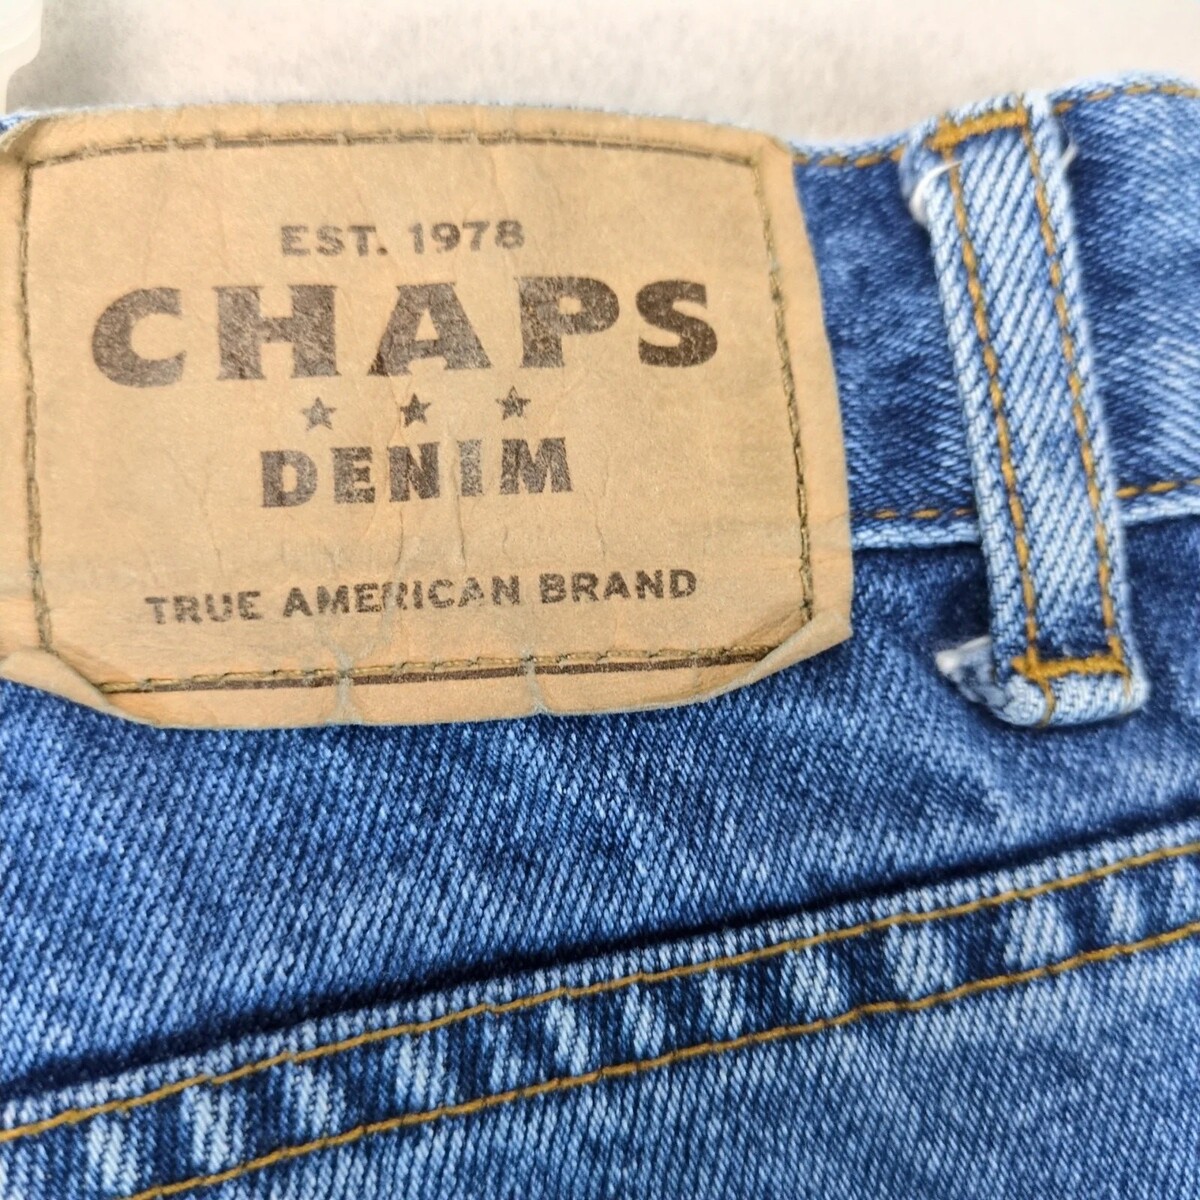 EST. 1978
CHAPS
DENIM
TRUE AMERICAN BRAND